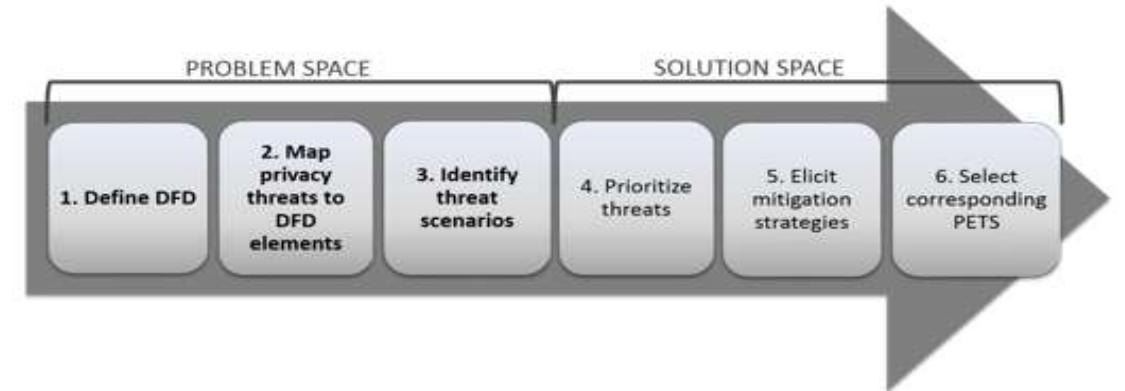 PROBLEM SPACE
SOLUTION SPACE
1. Define DFD
2. Map
privacy
threats to
DFD
elements
3. Identify
threat
scenarios
4. Prioritize
threats
5. Elicit
mitigation
strategies
6. Select
corresponding
PETS